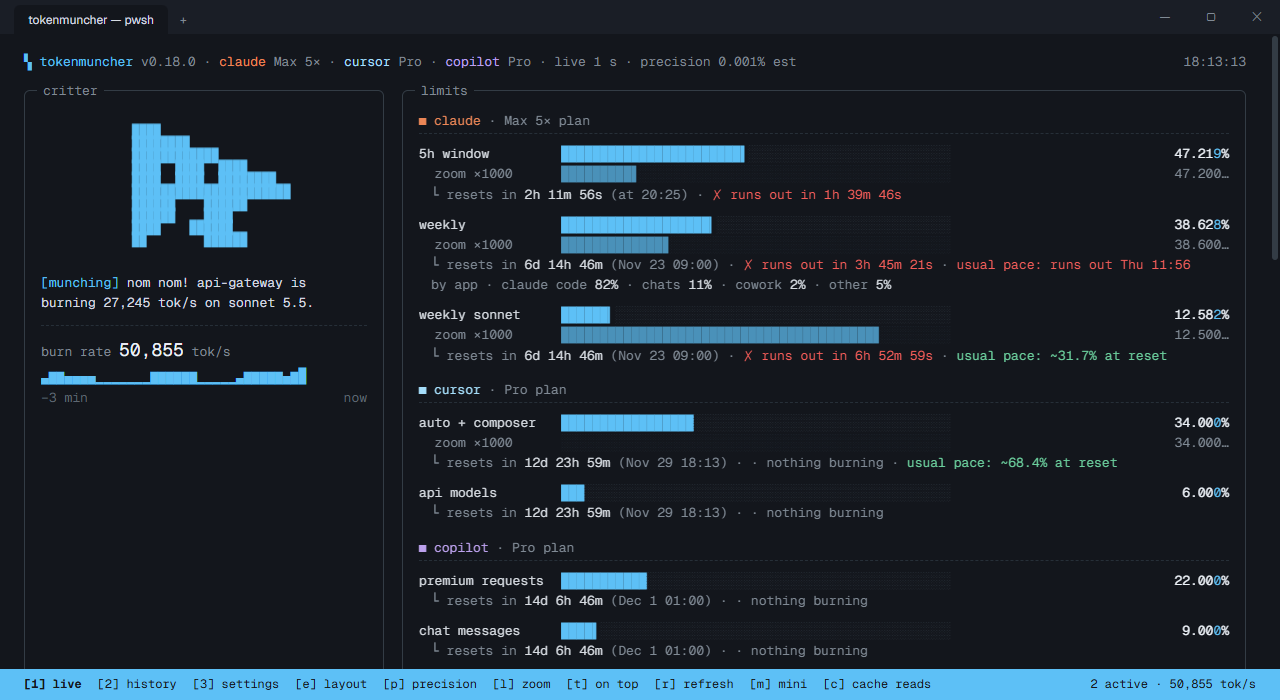 tokenmuncher — pwsh +
tokenmuncher v0.18.0 · claude Max 5× · cursor Pro · copilot Pro · live 1 s · precision 0.001% est 18:13:13
critter
[munching] nom nom! api-gateway is
burning 27,245 tok/s on sonnet 5.5.
burn rate 50,855 tok/s
−3 min now
limits
claude · Max 5× plan
5h window 47.219%
zoom ×1000 47.200…
└ resets in 2h 11m 56s (at 20:25) · ✗ runs out in 1h 39m 46s
weekly 38.628%
zoom ×1000 38.600…
└ resets in 6d 14h 46m (Nov 23 09:00) · ✗ runs out in 3h 45m 21s · usual pace: runs out Thu 11:56
by app · claude code 82% · chats 11% · cowork 2% · other 5%
weekly sonnet 12.582%
zoom ×1000 12.500…
└ resets in 6d 14h 46m (Nov 23 09:00) · ✗ runs out in 6h 52m 59s · usual pace: ~31.7% at reset
cursor · Pro plan
auto + composer 34.000%
zoom ×1000 34.000…
└ resets in 12d 23h 59m (Nov 29 18:13) · · nothing burning · usual pace: ~68.4% at reset
api models 6.000%
└ resets in 12d 23h 59m (Nov 29 18:13) · · nothing burning
copilot · Pro plan
premium requests 22.000%
└ resets in 14d 6h 46m (Dec 1 01:00) · · nothing burning
chat messages 9.000%
└ resets in 14d 6h 46m (Dec 1 01:00) · · nothing burning
[1] live [2] history [3] settings [e] layout [p] precision [l] zoom [t] on top [r] refresh [m] mini [c] cache reads 2 active · 50,855 tok/s